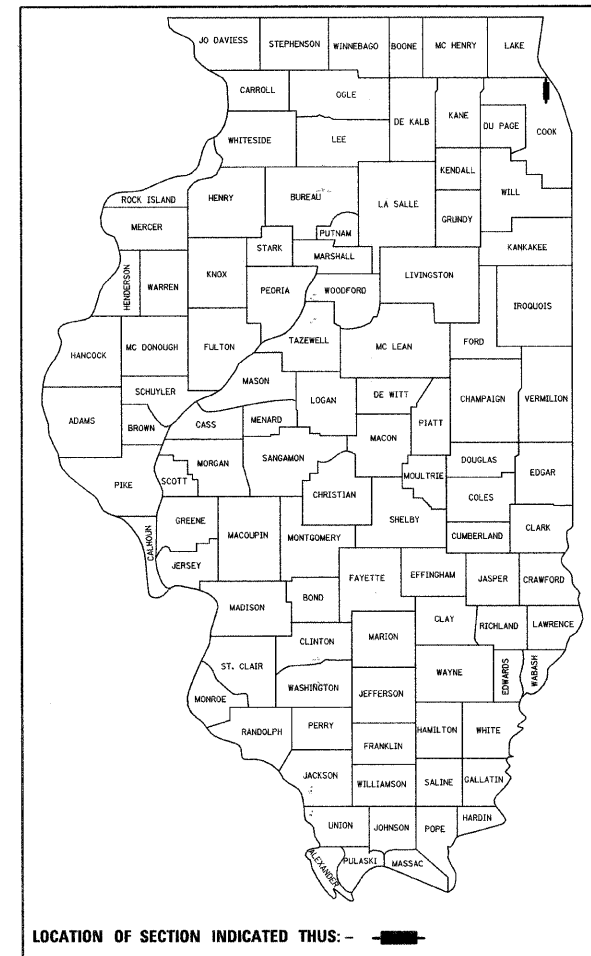 JO DAVIESS STEPHENSON WINNEBAGO BOONE MC HENRY LAKE
CARROLL OGLE DE KALB KANE DU PAGE COOK
WHITESIDE LEE
KENDALL WILL
ROCK ISLAND HENRY BUREAU LA SALLE GRUNDY
MERCER PUTNAM
STARK MARSHALL KANKAKEE
HENDERSON WARREN KNOX PEORIA WOODFORD LIVINGSTON IROQUOIS
HANCOCK MC DONOUGH FULTON TAZEWELL MC LEAN FORD
MASON
SCHUYLER LOGAN DE WITT CHAMPAIGN VERMILION
ADAMS BROWN CASS MENARD MACON PIATT
MORGAN SANGAMON DOUGLAS EDGAR
PIKE SCOTT CHRISTIAN MOULTRIE COLES
GREENE MACOUPIN MONTGOMERY SHELBY CUMBERLAND CLARK
CALHOUN JERSEY FAYETTE EFFINGHAM JASPER CRAWFORD
MADISON BOND
CLAY RICHLAND LAWRENCE
CLINTON MARION
ST. CLAIR WAYNE EDWARDS WABASH
MONROE WASHINGTON JEFFERSON
RANDOLPH PERRY HAMILTON WHITE
FRANKLIN
JACKSON WILLIAMSON SALINE GALLATIN
UNION JOHNSON POPE HARDIN
ALEXANDER PULASKI MASSAC
LOCATION OF SECTION INDICATED THUS: -